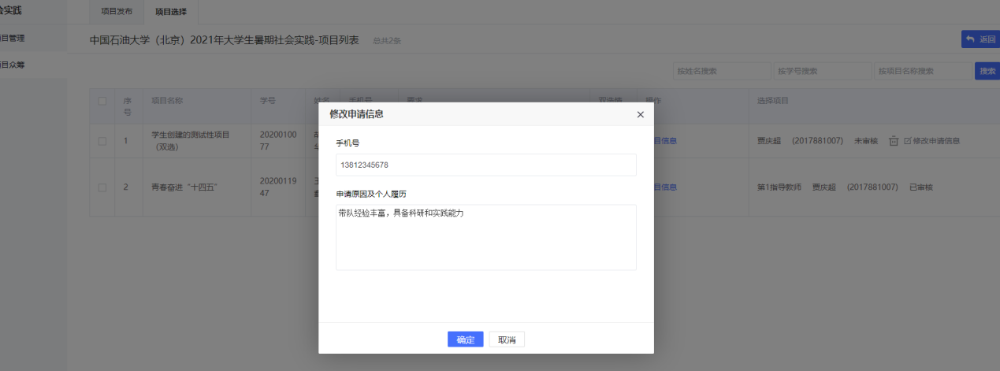 会实践
项目发布 项目选择
项目管理
中国石油大学（北京）2021年大学生暑期社会实践-项目列表 总共2条
返回
项目众筹
按姓名搜索 按学号搜索 按项目名称搜索 搜索
序号 项目名称 学号 姓名 手机号 要求 操作 选择项目
修改申请信息
手机号
13812345678
申请原因及个人履历
带队经验丰富，具备科研和实践能力
确定 取消
1 学生创建的测试性项目
（双选）
20200100
77
目信息
贾庆超 (2017881007) 未审核 修改申请信息
2 青春奋进“十四五”
20200119
47
目信息
第1指导教师 贾庆超 (2017881007) 已审核